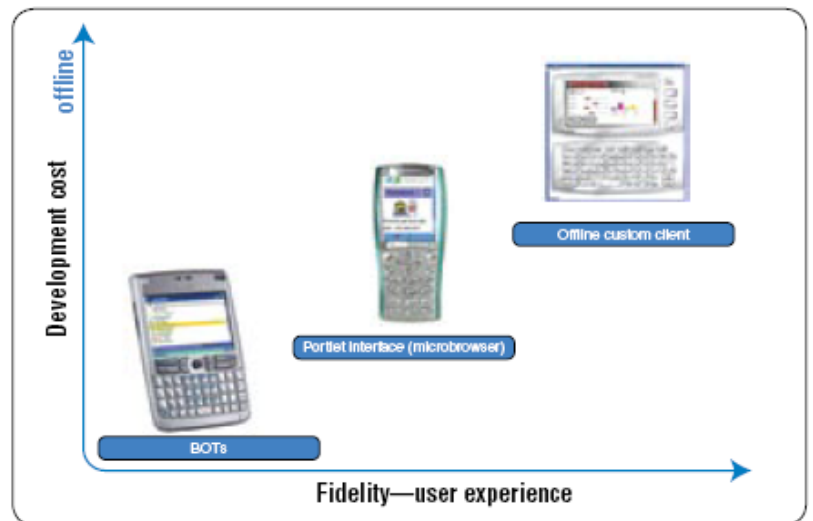 offline
Development cost
Offline custom client
Portlet interface (microbrowser)
BOTs
Fidelity—user experience